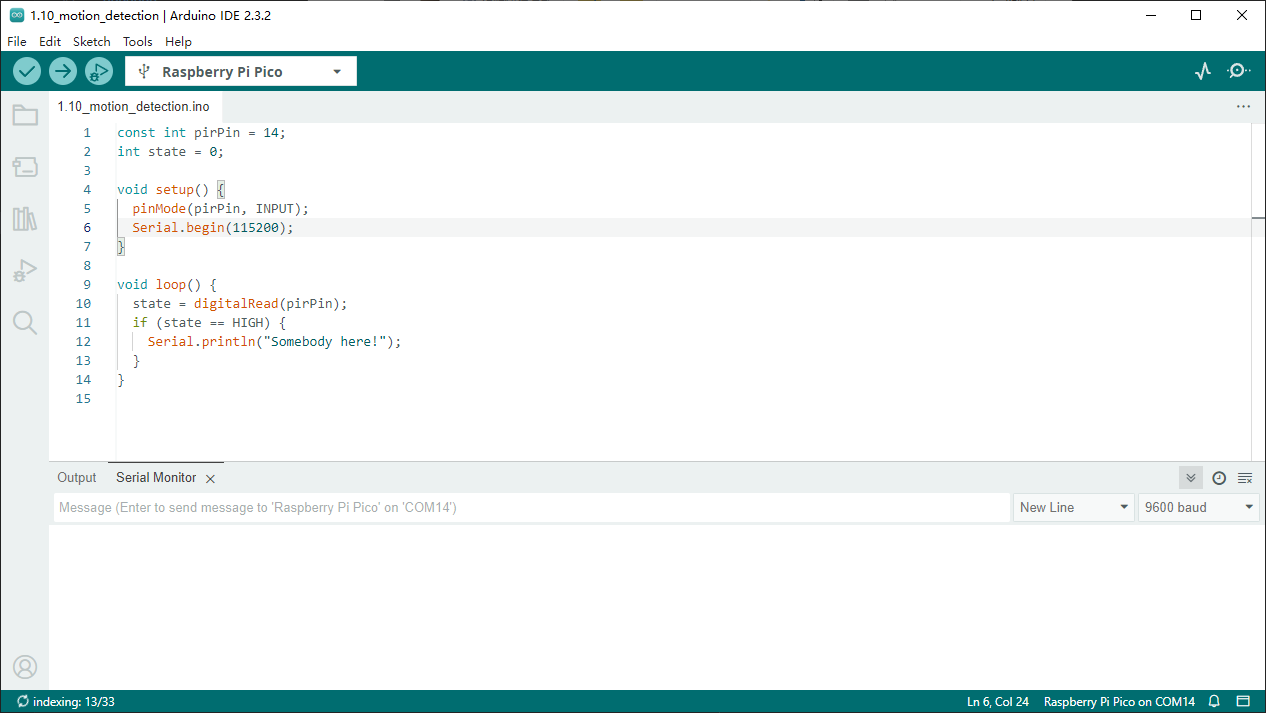 1.10_motion_detection | Arduino IDE 2.3.2
File Edit Sketch Tools Help
Raspberry Pi Pico
1.10_motion_detection.ino
1 const int pirPin = 14;
2 int state = 0;
3
4 void setup() {
5 pinMode(pirPin, INPUT);
6 Serial.begin(115200);
7 }
8
9 void loop() {
10 state = digitalRead(pirPin);
11 if (state == HIGH) {
12 Serial.println("Somebody here!");
13 }
14 }
15
Output Serial Monitor
Message (Enter to send message to 'Raspberry Pi Pico' on 'COM14') New Line 9600 baud
indexing: 13/33 Ln 6, Col 24 Raspberry Pi Pico on COM14